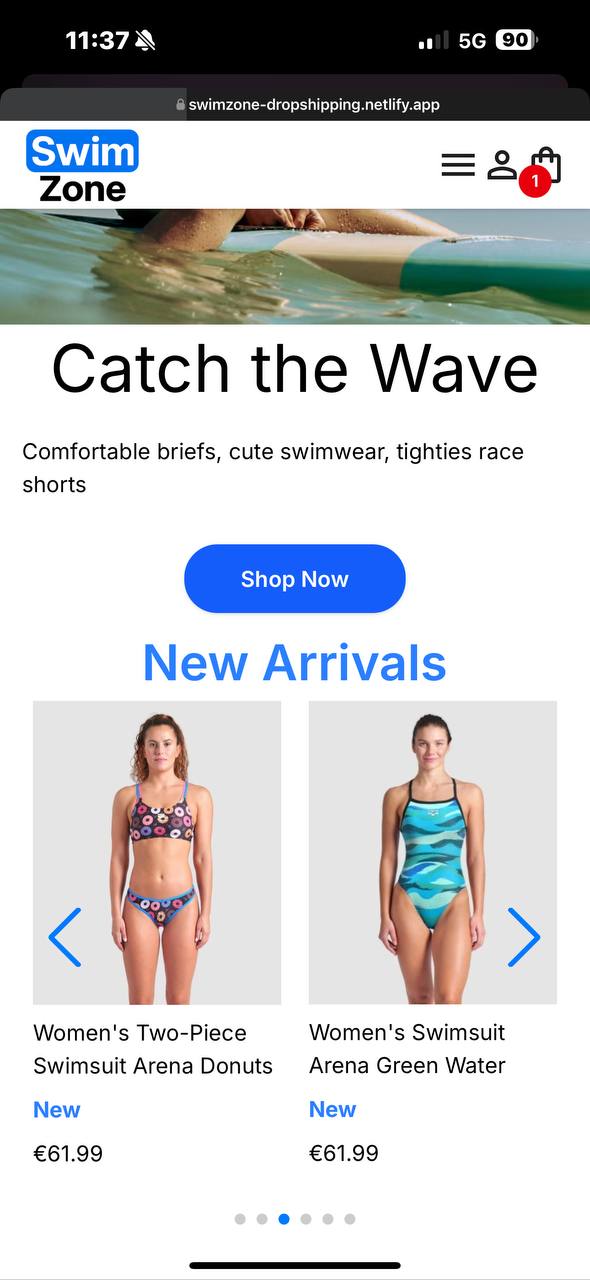 11:37
5G
90
swimzone-dropshipping.netlify.app
Swim
Zone
1
Catch the Wave
Comfortable briefs, cute swimwear, tighties race
shorts
Shop Now
New Arrivals
Women's Two-Piece
Swimsuit Arena Donuts
New
€61.99
Women's Swimsuit
Arena Green Water
New
€61.99